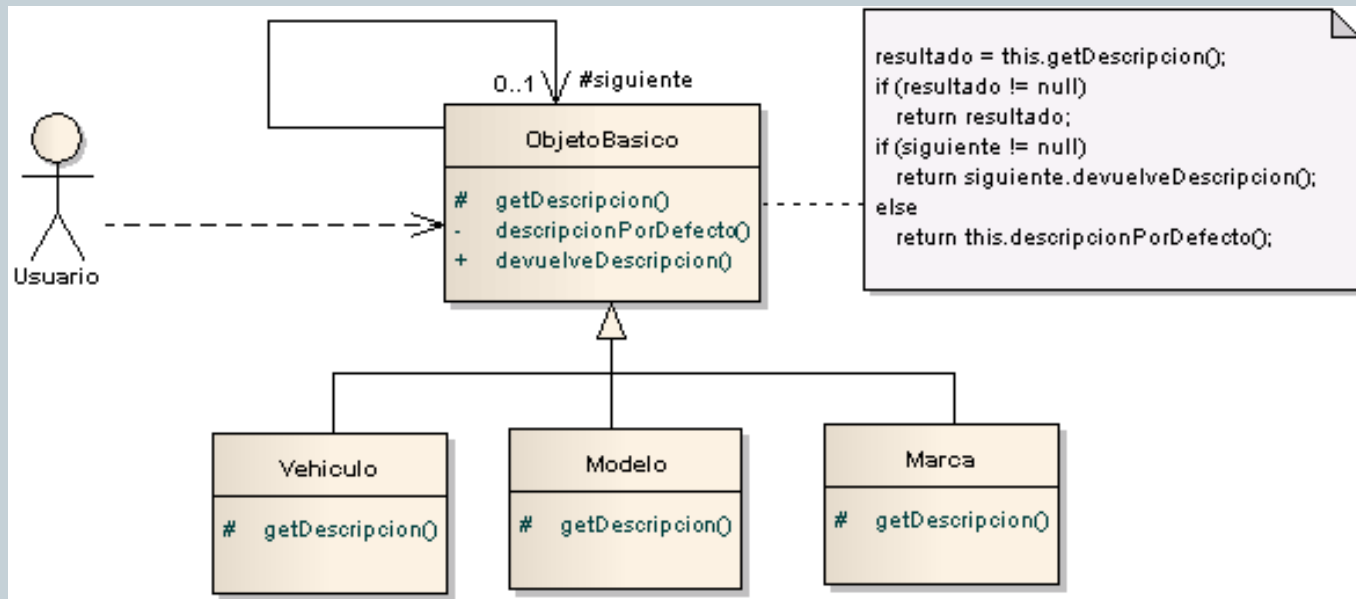 0..1 #siguiente
Usuario
ObjetoBasico
# getDescripcion()
- descripcionPorDefecto()
+ devuelveDescripcion()
resultado = this.getDescripcion();
if (resultado != null)
return resultado;
if (siguiente != null)
return siguiente.devuelveDescripcion();
else
return this.descripcionPorDefecto();
Vehiculo
# getDescripcion()
Modelo
# getDescripcion()
Marca
# getDescripcion()